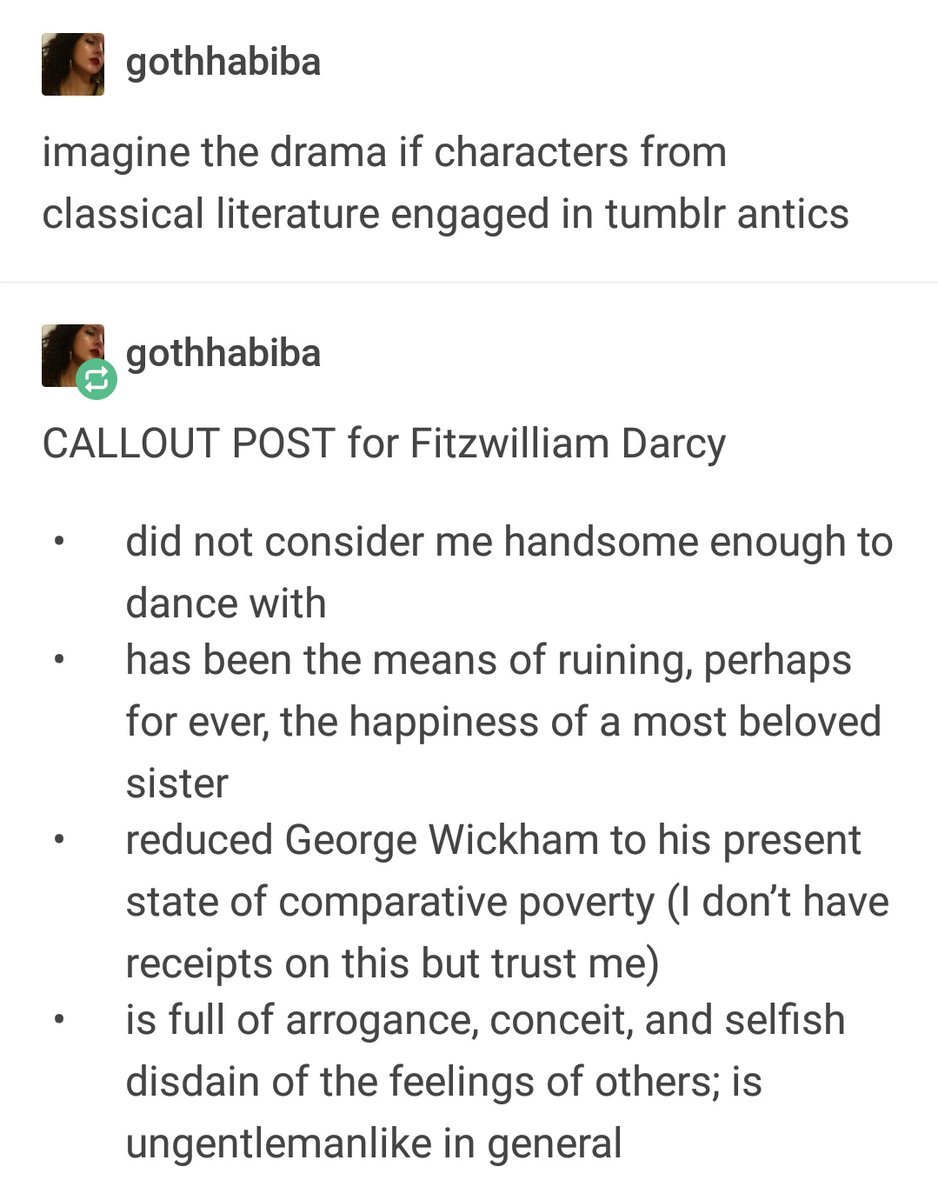 gothhabiba
imagine the drama if characters from
classical literature engaged in tumblr antics
gothhabiba
CALLOUT POST for Fitzwilliam Darcy
• did not consider me handsome enough to
dance with
• has been the means of ruining, perhaps
for ever, the happiness of a most beloved
sister
• reduced George Wickham to his present
state of comparative poverty (I don’t have
receipts on this but trust me)
• is full of arrogance, conceit, and selfish
disdain of the feelings of others; is
ungentlemanlike in general